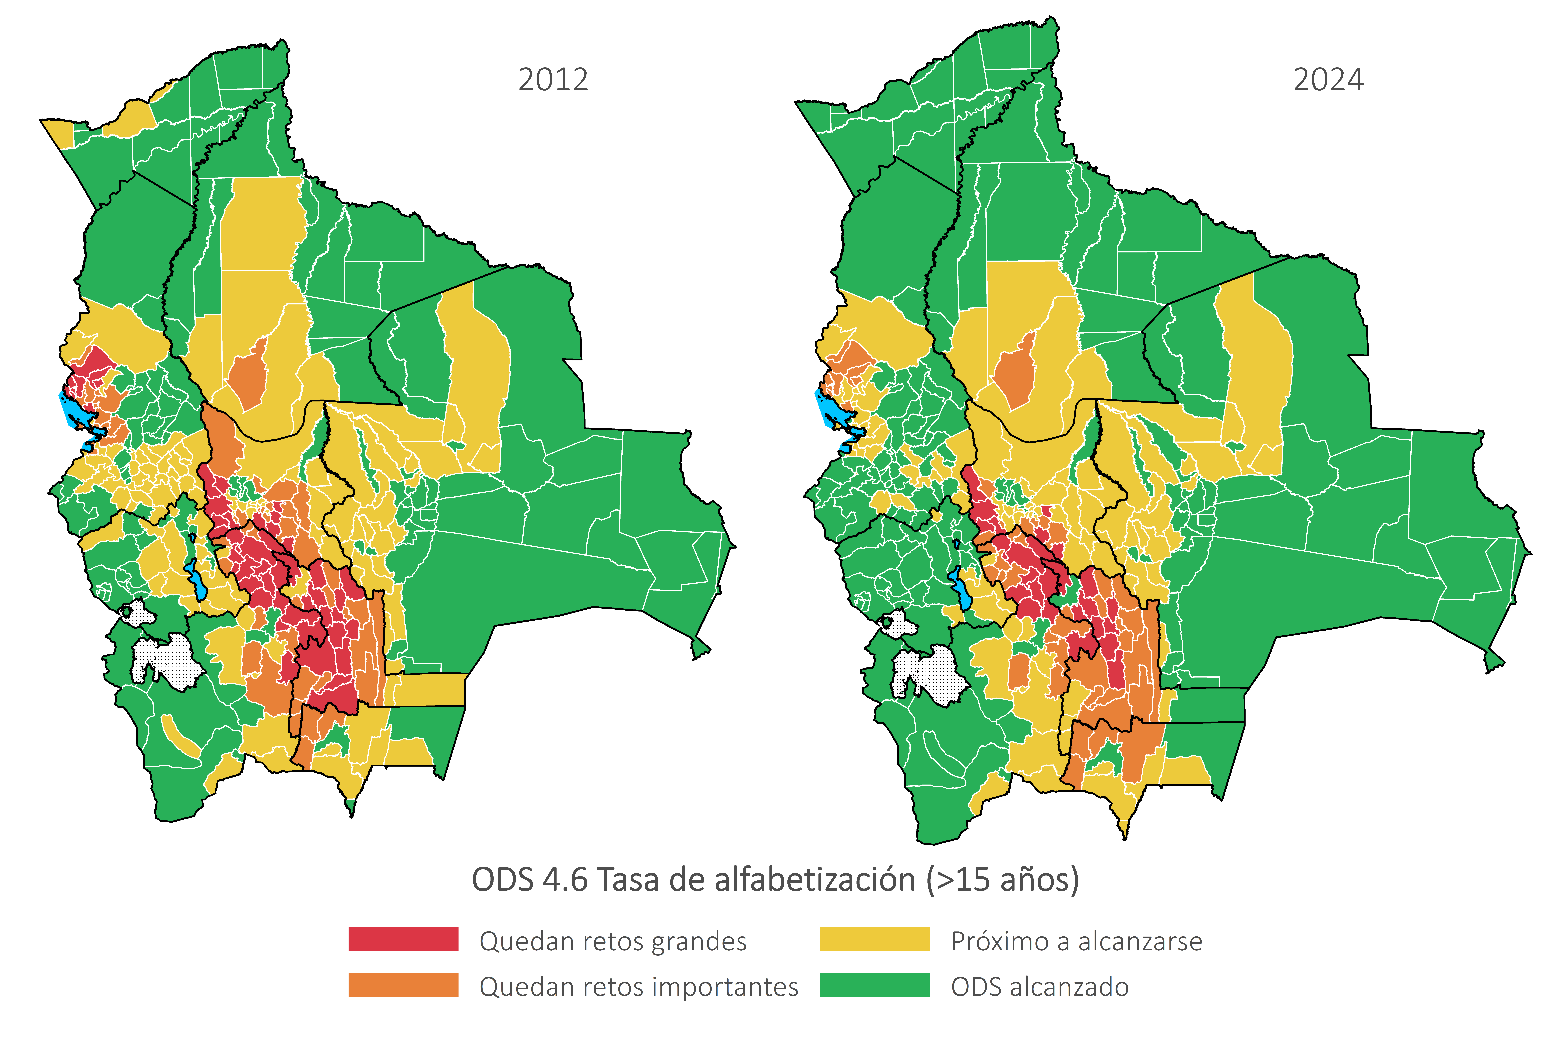 2012
2024
ODS 4.6 Tasa de alfabetización (>15 años)
Quedan retos grandes
Próximo a alcanzarse
Quedan retos importantes
ODS alcanzado